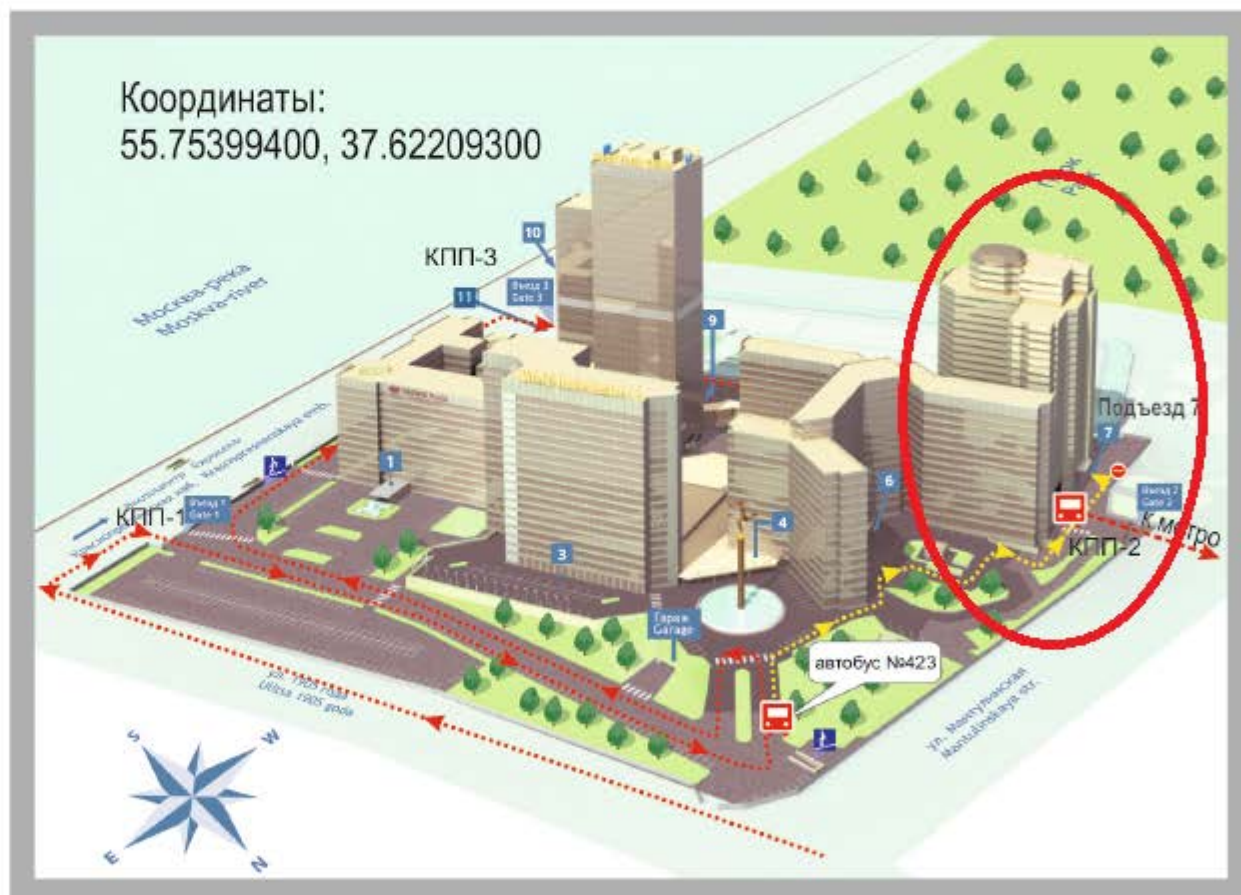 Координаты:
55.75399400, 37.62209300
Парк
Park
10
КПП-3
Москва-река
Moskva-river
Въезд 3
Gate 3
11
9
Подъезд 7
7
1
6
Въезд 1
Gate 1
КПП-1
Въезд 2
Gate 2
К метро
КПП-2
4
3
Гараж
Garage
автобус №423
ул. 1905 года
Ulitsa 1905 goda
ул. Мантулинская
Mantulinskaya str.
S
W
E
N